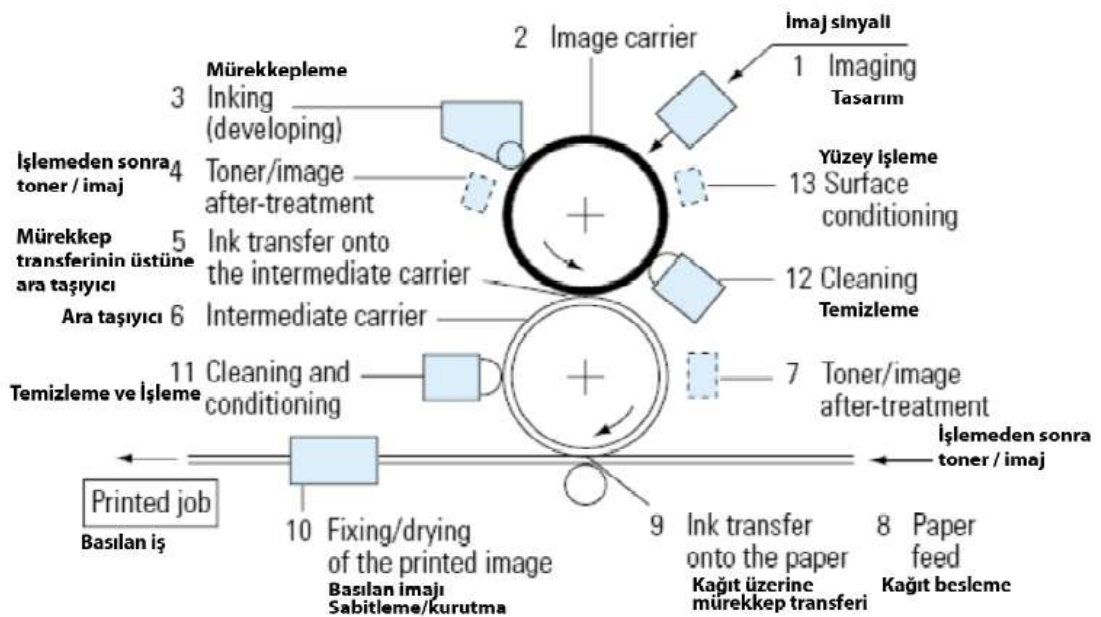 İmaj sinyali
2 Image carrier
1 Imaging
Tasarım
Mürekkepleme
3 Inking
(developing)
İşlemeden sonra
toner / imaj
4 Toner/image
after-treatment
Yüzey işleme
13 Surface
conditioning
Mürekkep
transferinin üstüne
ara taşıyıcı
5 Ink transfer onto
the intermediate carrier
12 Cleaning
Temizleme
Ara taşıyıcı 6 Intermediate carrier
11 Cleaning and
conditioning
Temizleme ve İşleme
7 Toner/image
after-treatment
İşlemeden sonra
toner / imaj
Printed job
Basılan iş
10 Fixing/drying
of the printed image
Basılan imajı
Sabitleme/kurutma
9 Ink transfer
onto the paper
Kağıt üzerine
mürekkep transferi
8 Paper
feed
Kağıt besleme